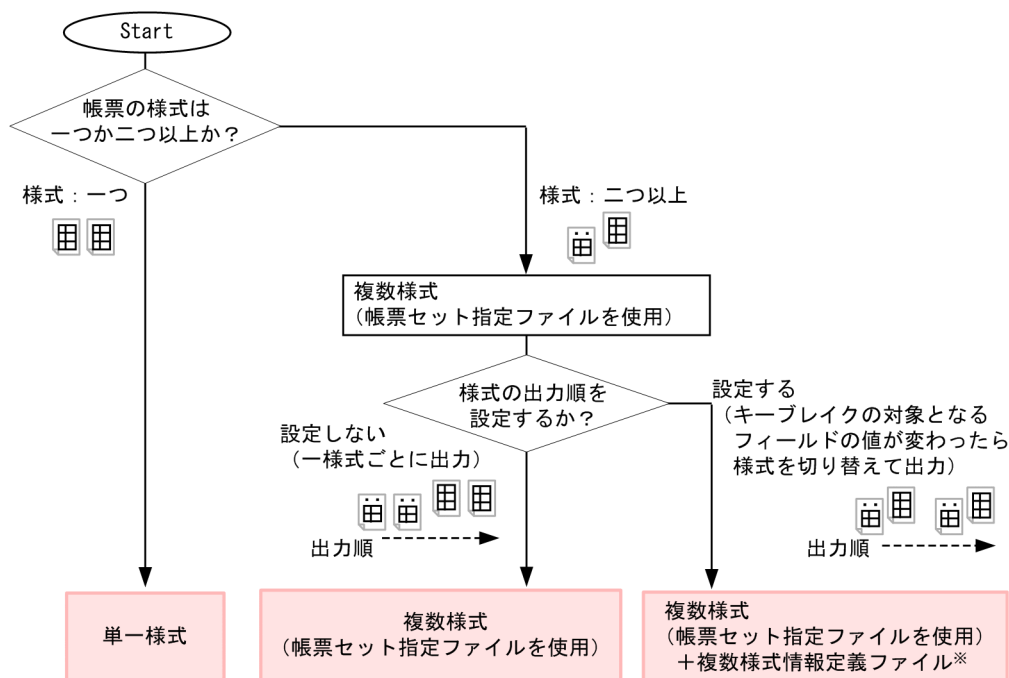 Start
帳票の様式は
一つか二つ以上か？
様式：一つ
様式：二つ以上
複数様式
（帳票セット指定ファイルを使用）
様式の出力順を
設定するか？
設定しない
（一様式ごとに出力）
出力順
設定する
（キーブレイクの対象となる
フィールドの値が変わったら
様式を切り替えて出力）
出力順
単一様式
複数様式
（帳票セット指定ファイルを使用）
複数様式
（帳票セット指定ファイルを使用）
＋複数様式情報定義ファイル※